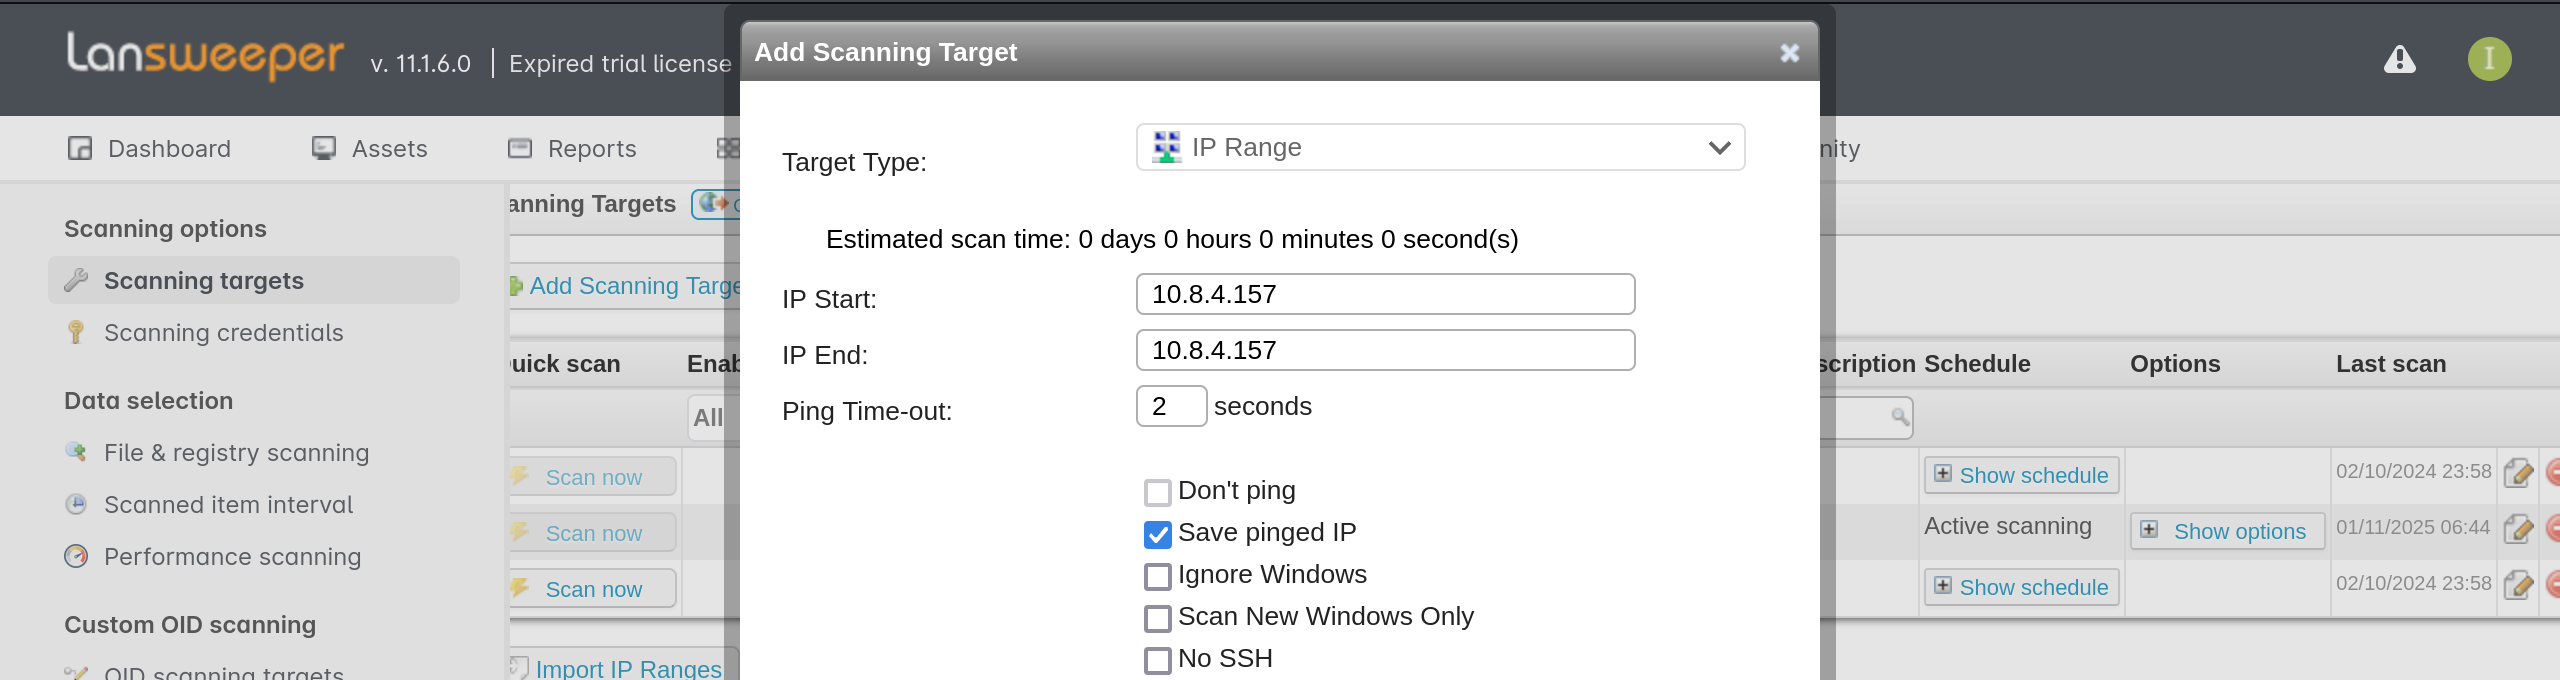 Lansweeper v. 11.1.6.0 | Expired trial license
Add Scanning Target
I
Dashboard Assets Reports nity
Target Type: IP Range
Scanning options
anning Targets
Estimated scan time: 0 days 0 hours 0 minutes 0 second(s)
Scanning targets
Add Scanning Targe
IP Start: 10.8.4.157
Scanning credentials
IP End: 10.8.4.157
uick scan Enab scription Schedule Options Last scan
Data selection
Ping Time-out: 2 seconds
All
File & registry scanning
Scan now Show schedule 02/10/2024 23:58
Don't ping
Scanned item interval
Scan now Active scanning Show options 01/11/2025 06:44
Save pinged IP
Performance scanning
Ignore Windows
Scan now Show schedule 02/10/2024 23:58
Custom OID scanning
Scan New Windows Only
No SSH
OID scanning targets
Import IP Ranges